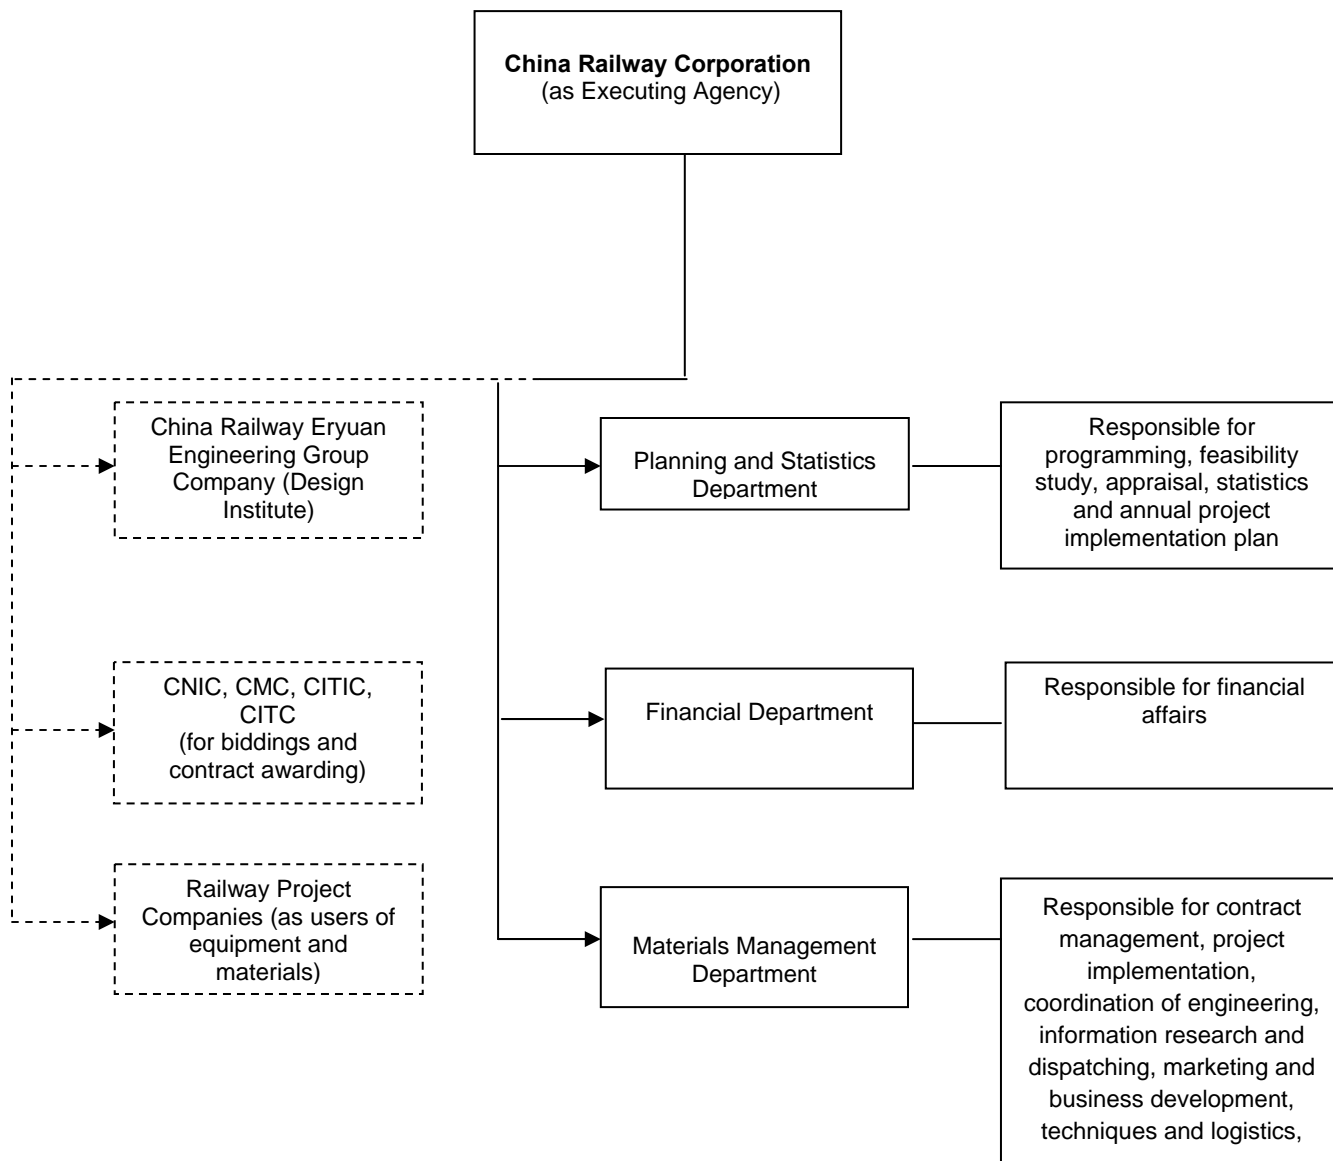 China Railway Corporation
(as Executing Agency)
China Railway Eryuan
Engineering Group
Company (Design
Institute)
Planning and Statistics
Department
Responsible for
programming, feasibility
study, appraisal, statistics
and annual project
implementation plan
CNIC, CMC, CITIC,
CITC
(for biddings and
contract awarding)
Financial Department
Responsible for financial
affairs
Railway Project
Companies (as users of
equipment and
materials)
Materials Management
Department
Responsible for contract
management, project
implementation,
coordination of engineering,
information research and
dispatching, marketing and
business development,
techniques and logistics,